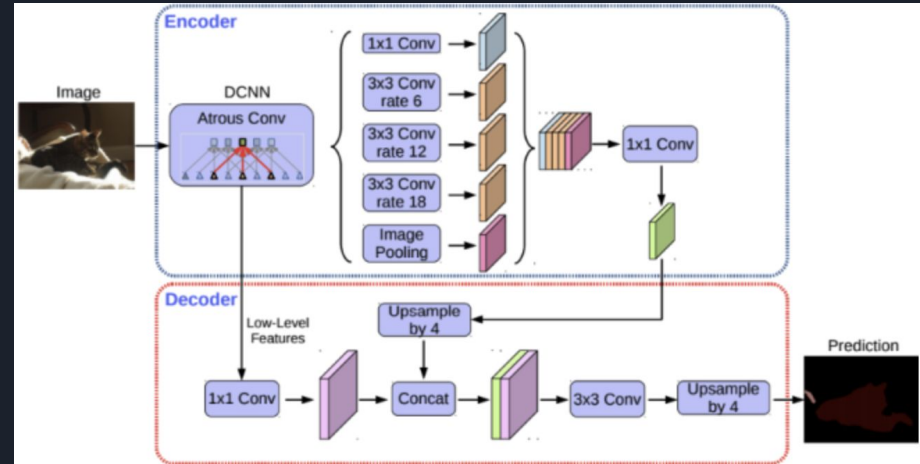 Encoder
Image
DCNN
Atrous Conv
1x1 Conv
3x3 Conv
rate 6
3x3 Conv
rate 12
3x3 Conv
rate 18
Image
Pooling
1x1 Conv
Decoder
Low-Level
Features
Upsample
by 4
1x1 Conv
Concat
3x3 Conv
Upsample
by 4
Prediction